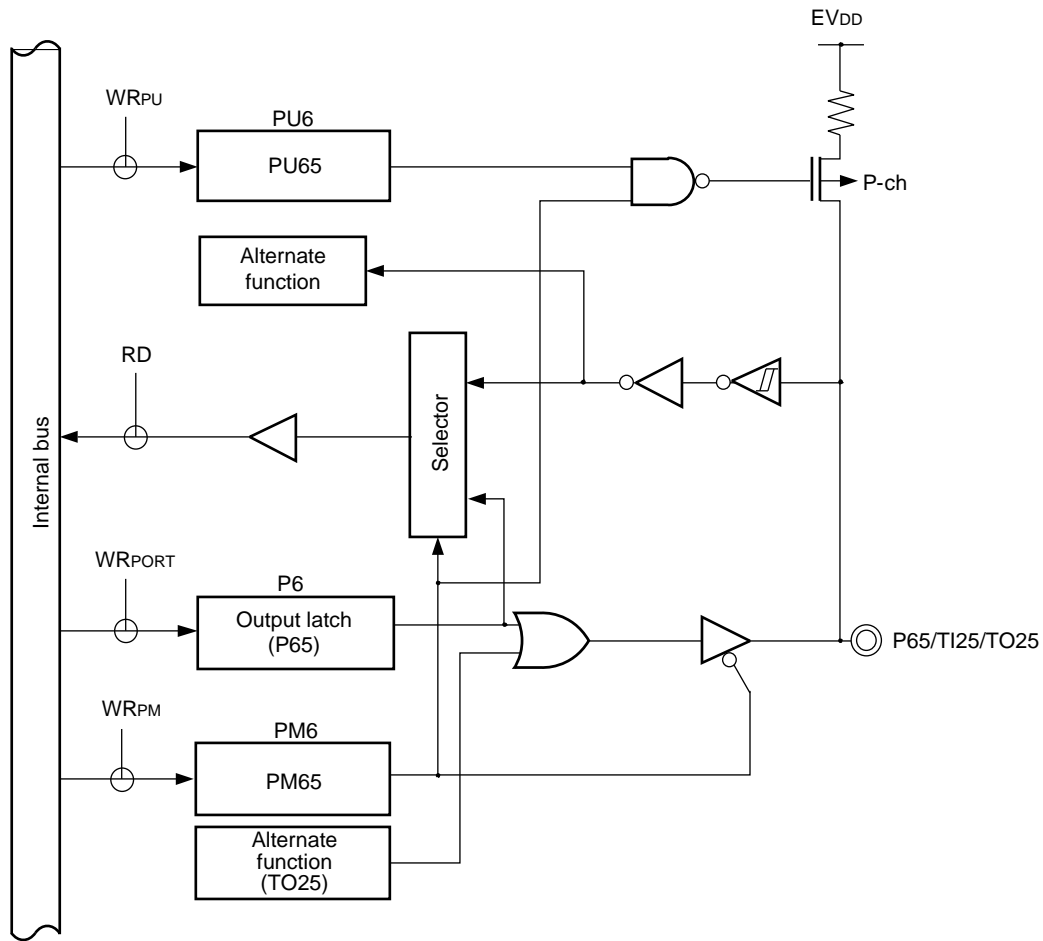 EVDD
WRPU
PU6
PU65
P-ch
Alternate
function
RD
Selector
Internal bus
WRPORT
P6
Output latch
(P65)
P65/TI25/TO25
WRPM
PM6
PM65
Alternate
function
(TO25)